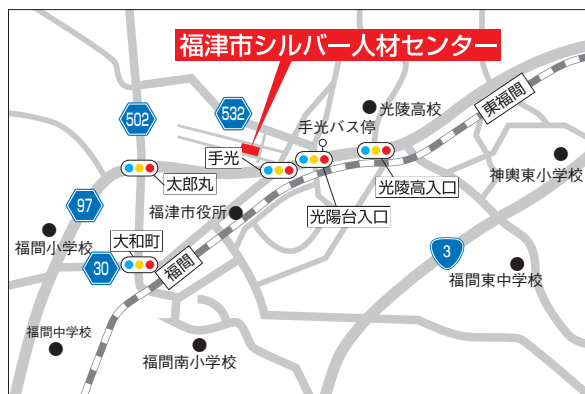 福津市シルバー人材センター
532
502
光陵高校
東福間
手光バス停
手光
太郎丸
光陵高入口
神興東小学校
97
福津市役所
光陽台入口
福間小学校
大和町
30
福間
3
福間東中学校
福間中学校
福間南小学校